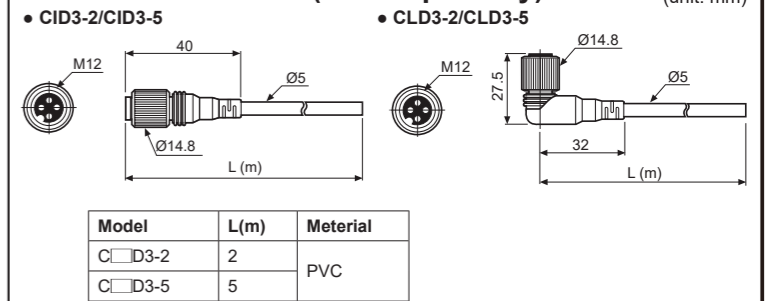 (unit: mm)
● CID3-2/CID3-5
● CLD3-2/CLD3-5
M12
40
Ø5
Ø14.8
L (m)
M12
Ø14.8
27.5
Ø5
32
L (m)
Model L(m) Meterial
C□D3-2 2 PVC
C□D3-5 5